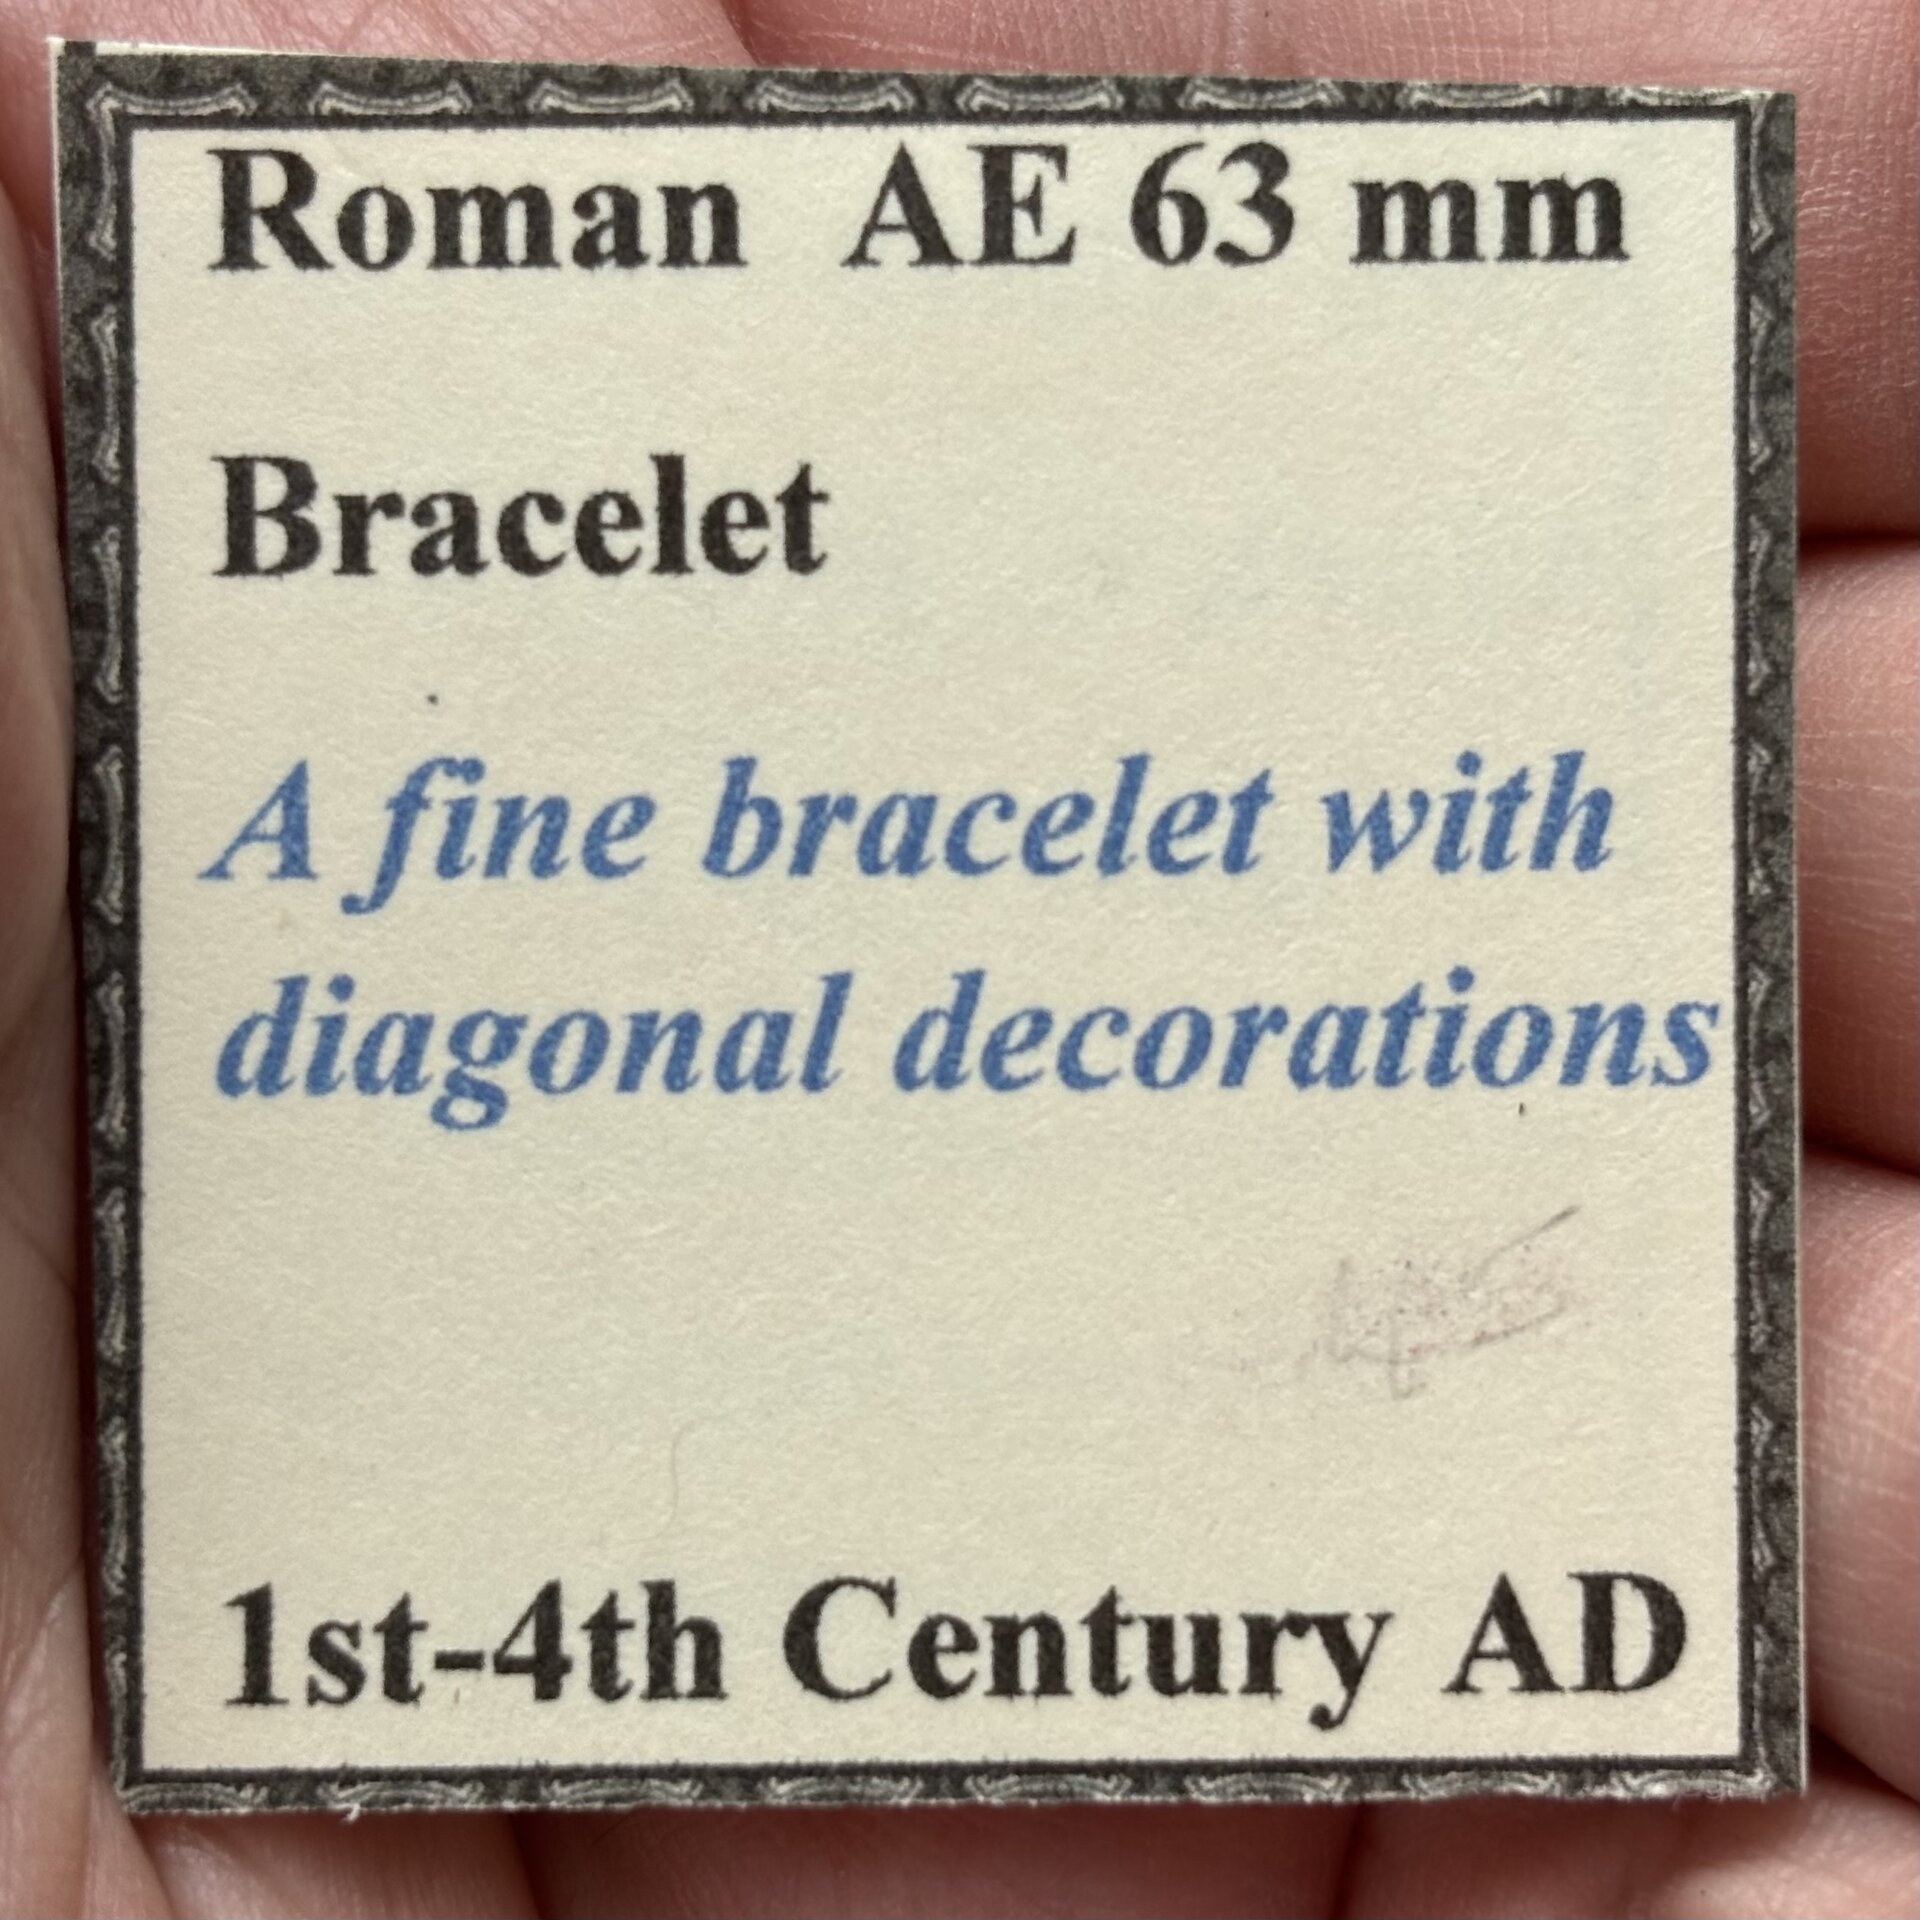 Roman AE 63 mm
Bracelet
A fine bracelet with
diagonal decorations
1st-4th Century AD